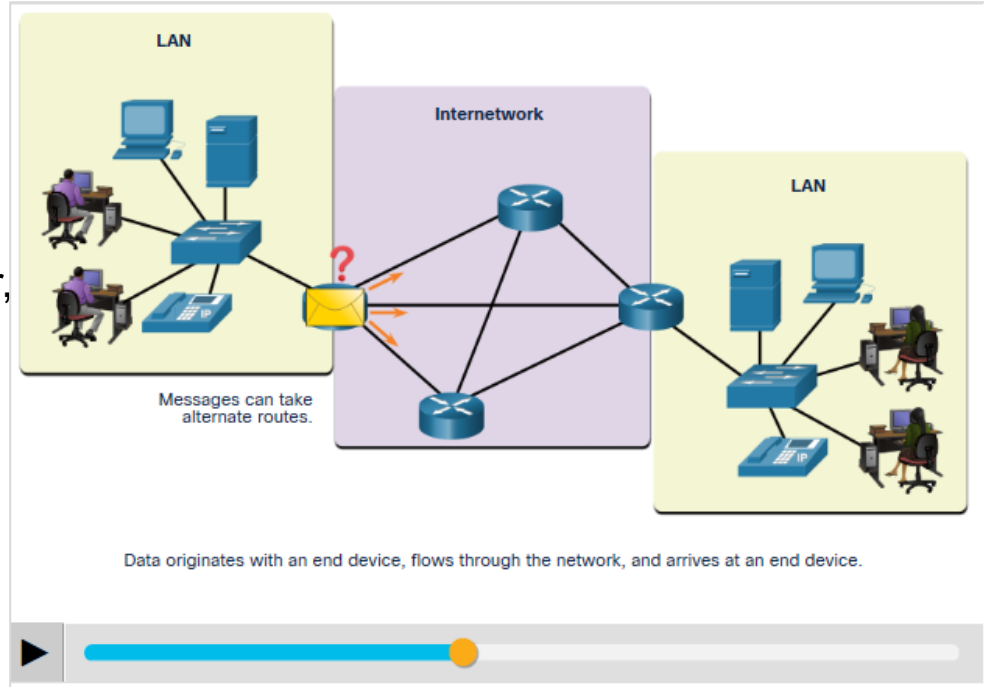 LAN
Internetwork
LAN
IP
?
,
Messages can take
alternate routes.
IP
Data originates with an end device, flows through the network, and arrives at an end device.